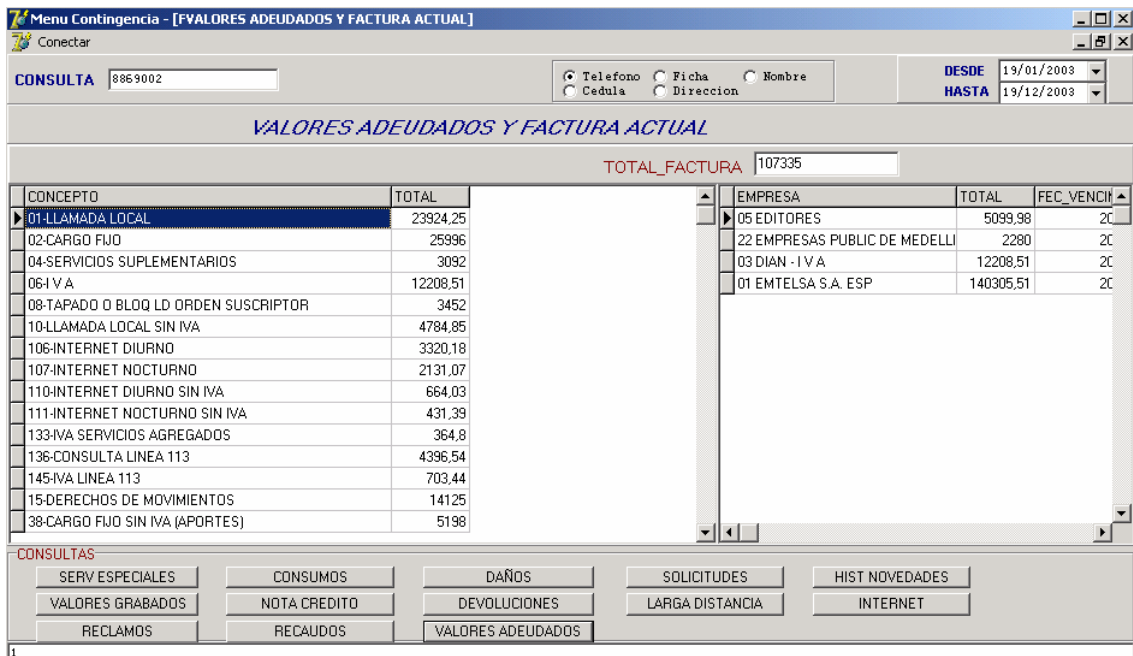 Menu Contingencia - [FVALORES ADEUDADOS Y FACTURA ACTUAL]
Conectar
CONSULTA 8869002
Telefono Ficha Nombre
Cedula Direccion
DESDE 19/01/2003
HASTA 19/12/2003
VALORES ADEUDADOS Y FACTURA ACTUAL
TOTAL_FACTURA 107335
CONCEPTO TOTAL
01-LLAMADA LOCAL 23924,25
02-CARGO FIJO 25996
04-SERVICIOS SUPLEMENTARIOS 3092
06-I V A 12208,51
08-TAPADO O BLOQ LD ORDEN SUSCRIPTOR 3452
10-LLAMADA LOCAL SIN IVA 4784,85
106-INTERNET DIURNO 3320,18
107-INTERNET NOCTURNO 2131,07
110-INTERNET DIURNO SIN IVA 664,03
111-INTERNET NOCTURNO SIN IVA 431,39
133-IVA SERVICIOS AGREGADOS 364,8
136-CONSULTA LINEA 113 4396,54
145-IVA LINEA 113 703,44
15-DERECHOS DE MOVIMIENTOS 14125
38-CARGO FIJO SIN IVA (APORTES) 5198
EMPRESA TOTAL FEC_VENCIM
05 EDITORES 5099,98 20
22 EMPRESAS PUBLIC DE MEDELLI 2280 20
03 DIAN - I V A 12208,51 20
01 EMTELSA S.A. ESP 140305,51 20
CONSULTAS
SERV ESPECIALES CONSUMOS DAÑOS SOLICITUDES HIST NOVEDADES
VALORES GRABADOS NOTA CREDITO DEVOLUCIONES LARGA DISTANCIA INTERNET
RECLAMOS RECAUDOS VALORES ADEUDADOS
1